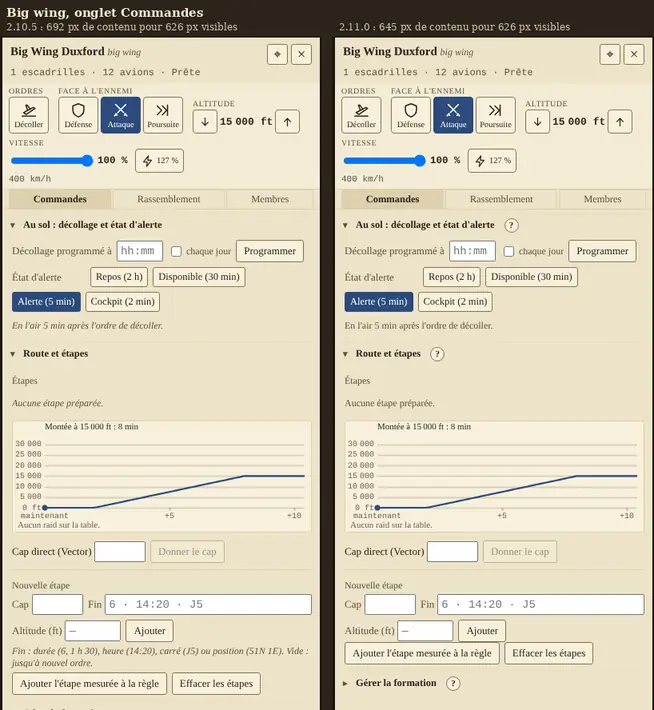 Big wing, onglet Commandes
2.10.5 : 692 px de contenu pour 626 px visibles
Big Wing Duxford big wing
1 escadrilles · 12 avions · Prête
ORDRES FACE À L'ENNEMI
ALTITUDE
Décoller Défense Attaque Poursuite
15 000 ft
VITESSE
100 % 127 %
400 km/h
Commandes Rassemblement Membres
▼ Au sol : décollage et état d'alerte
Décollage programmé à hh:mm chaque jour Programmer
État d'alerte Repos (2 h) Disponible (30 min)
Alerte (5 min) Cockpit (2 min)
En l'air 5 min après l'ordre de décoller.
▼ Route et étapes
Étapes
Aucune étape préparée.
Montée à 15 000 ft : 8 min
30 000
25 000
20 000
15 000
10 000
5 000
0 ft
maintenant +5 +10
Aucun raid sur la table.
Cap direct (Vector) Donner le cap
Nouvelle étape
Cap Fin 6 · 14:20 · J5
Altitude (ft) — Ajouter
Fin : durée (6, 1 h 30), heure (14:20), carré (J5) ou position (51N 1E). Vide :
jusqu'à nouvel ordre.
Ajouter l'étape mesurée à la règle Effacer les étapes
2.11.0 : 645 px de contenu pour 626 px visibles
Big Wing Duxford big wing
1 escadrilles · 12 avions · Prête
ORDRES FACE À L'ENNEMI
ALTITUDE
Décoller Défense Attaque Poursuite
15 000 ft
VITESSE
100 % 127 %
400 km/h
Commandes Rassemblement Membres
▼ Au sol : décollage et état d'alerte ?
Décollage programmé à hh:mm chaque jour Programmer
État d'alerte Repos (2 h) Disponible (30 min)
Alerte (5 min) Cockpit (2 min)
En l'air 5 min après l'ordre de décoller.
▼ Route et étapes ?
Étapes
Aucune étape préparée.
Montée à 15 000 ft : 8 min
30 000
25 000
20 000
15 000
10 000
5 000
0 ft
maintenant +5 +10
Aucun raid sur la table.
Cap direct (Vector) Donner le cap
Nouvelle étape
Cap Fin 6 · 14:20 · J5
Altitude (ft) — Ajouter
Ajouter l'étape mesurée à la règle Effacer les étapes
► Gérer la formation ?